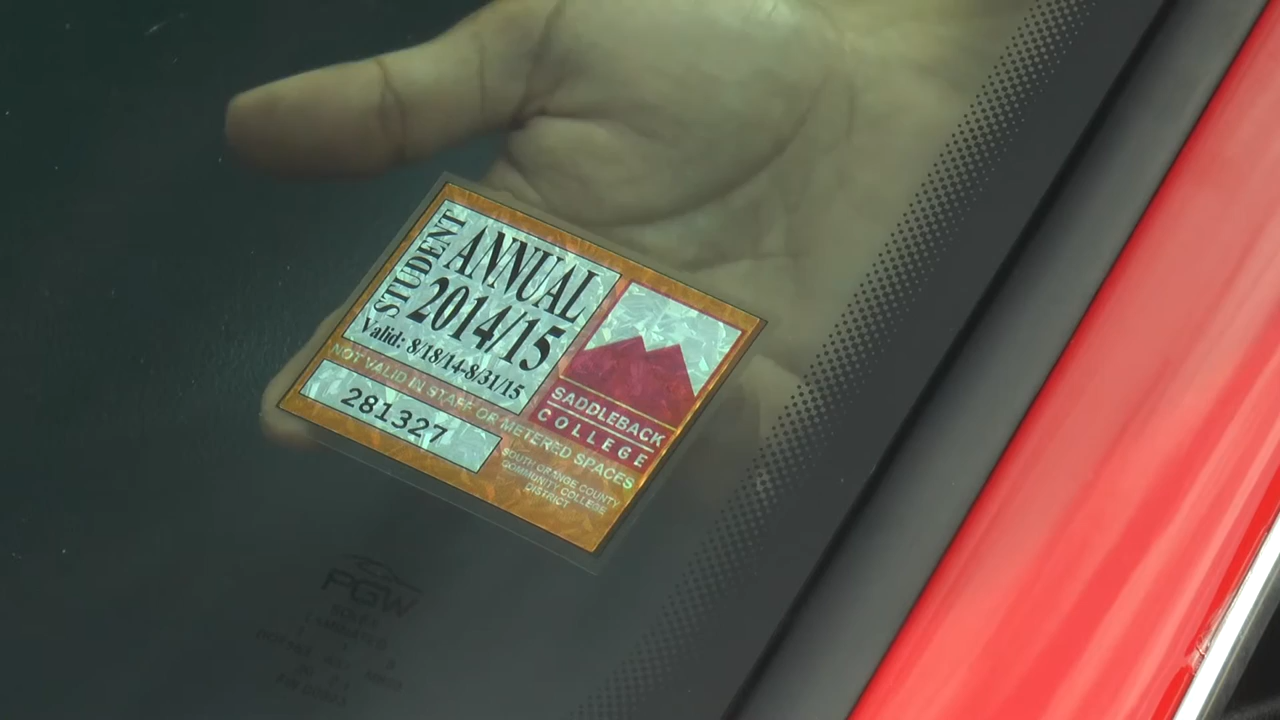 STUDENT
ANNUAL
2014/15
Valid: 8/18/14-8/31/15
NOT VALID IN STAFF OR METERED SPACES
281327
SADDLEBACK
COLLEGE
SOUTH ORANGE COUNTY
COMMUNITY COLLEGE
DISTRICT
PGW